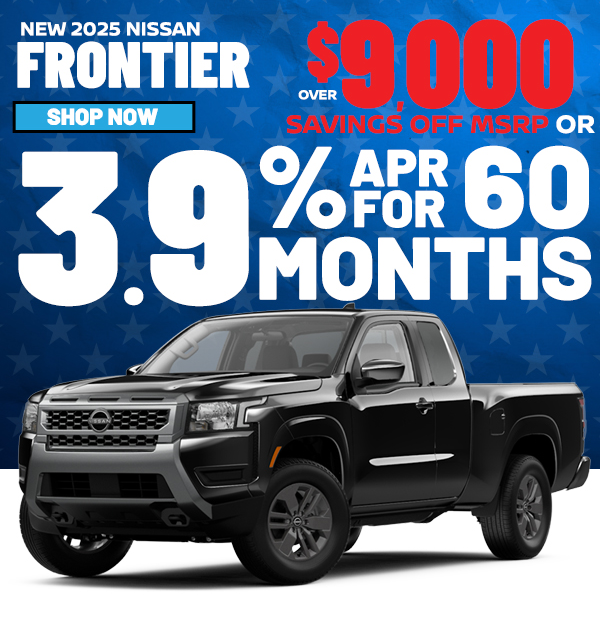 NEW 2025 NISSAN
FRONTIER
SHOP NOW
OVER $9,000
SAVINGS OFF MSRP OR
3.9% APR FOR 60 MONTHS
NISSAN